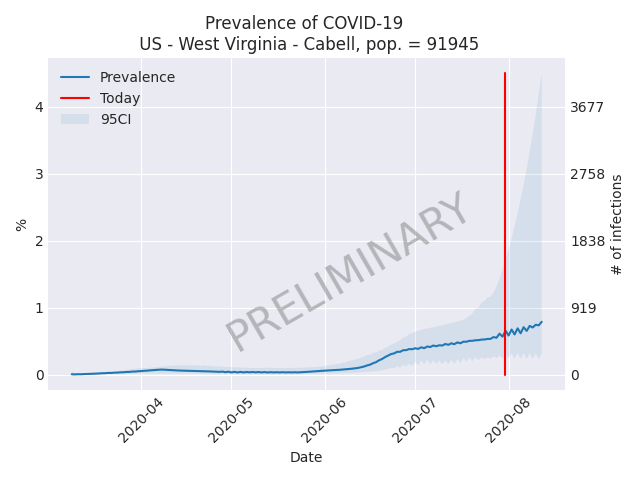 Prevalence of COVID-19
US - West Virginia - Cabell, pop. = 91945
Prevalence
Today
95CI
4
3
2
1
0
%
3677
2758
1838
919
0
# of infections
PRELIMINARY
2020-04
2020-05
2020-06
2020-07
2020-08
Date